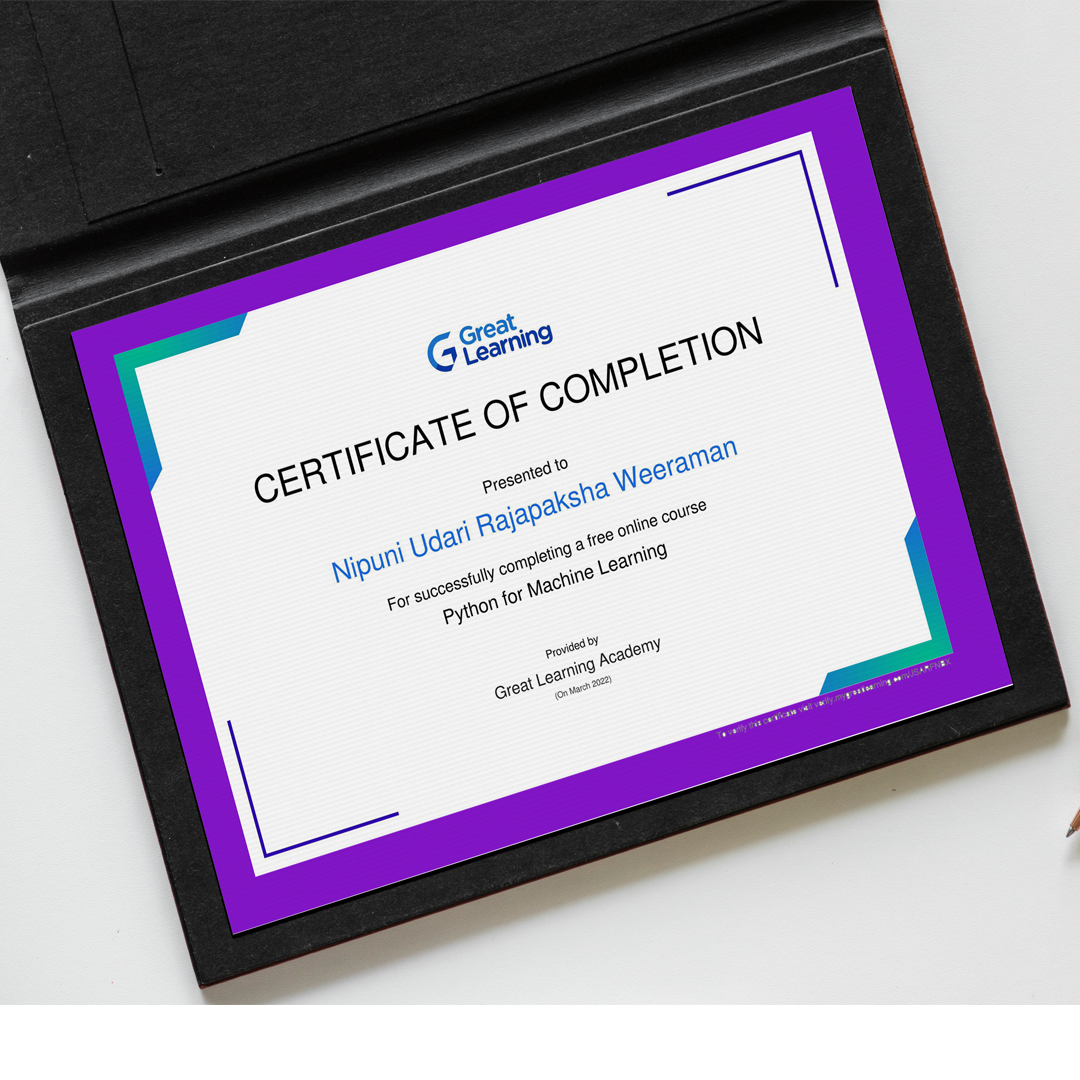 Great
Learning
CERTIFICATE OF COMPLETION
Presented to
Nipuni Udari Rajapaksha Weeraman
For successfully completing a free online course
Python for Machine Learning
Provided by
Great Learning Academy
(On March 2022)
To verify this certificate visit verify.mygreatlearning.com/